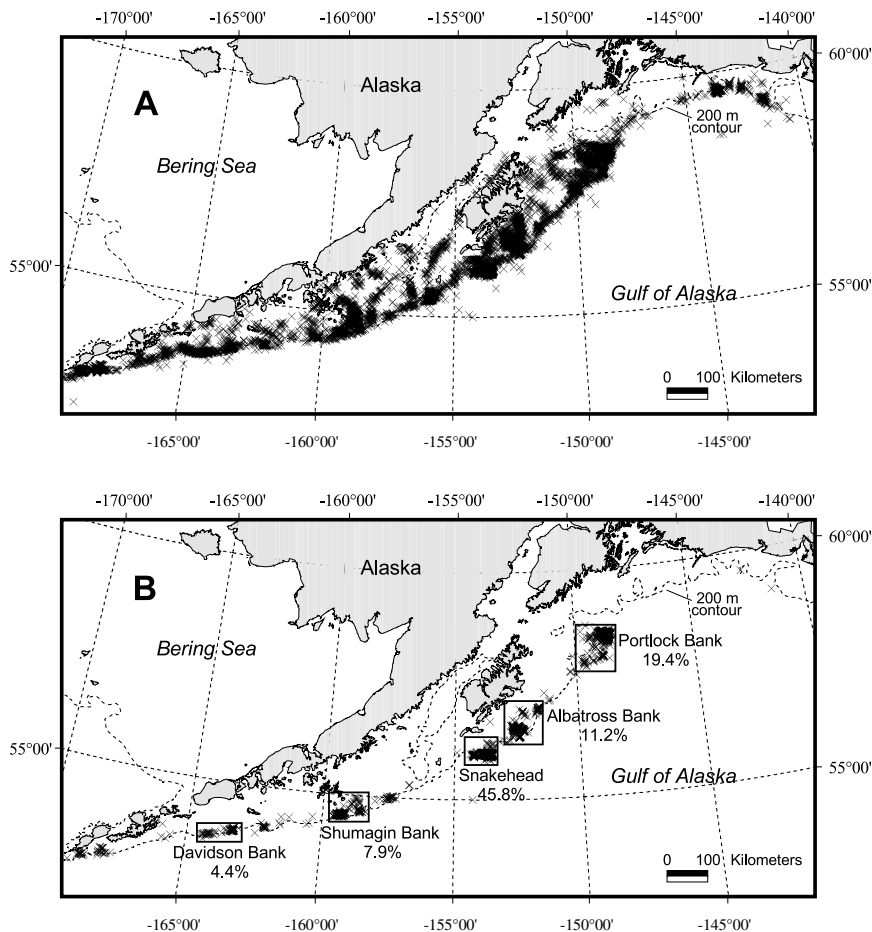 -170°00' -165°00' -160°00' -155°00' -150°00' -145°00' -140°00'
60°00'
Alaska
A
200 m
contour
Bering Sea
55°00'
Gulf of Alaska
55°00'
0 100 Kilometers
-165°00' -160°00' -155°00' -150°00' -145°00'
-170°00' -165°00' -160°00' -155°00' -150°00' -145°00' -140°00'
60°00'
Alaska
B
200 m
contour
Bering Sea
Portlock Bank
19.4%
Albatross Bank
11.2%
55°00'
Snakehead
45.8%
Gulf of Alaska
55°00'
Shumagin Bank
7.9%
Davidson Bank
4.4%
0 100 Kilometers
-165°00' -160°00' -155°00' -150°00' -145°00'